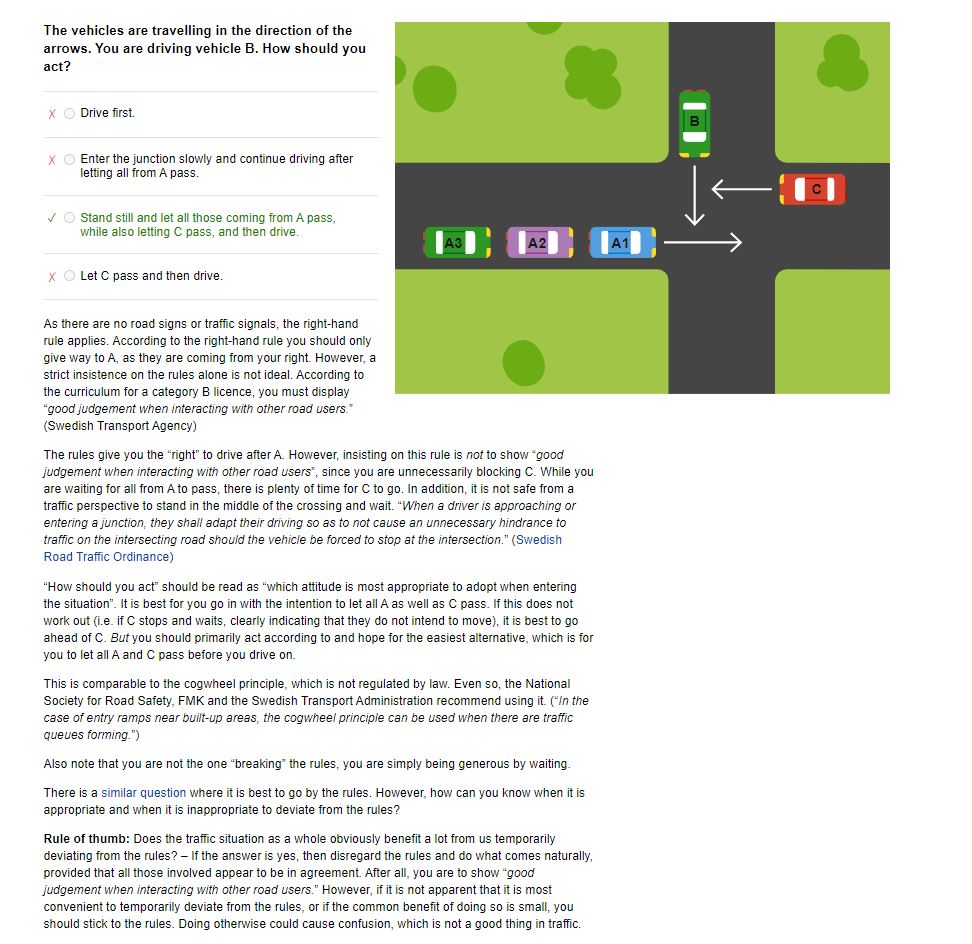 The vehicles are travelling in the direction of the
arrows. You are driving vehicle B. How should you
act?
X Drive first.
X Enter the junction slowly and continue driving after
letting all from A pass.
✓ Stand still and let all those coming from A pass,
while also letting C pass, and then drive.
X Let C pass and then drive.
B
C
A3 A2 A1
As there are no road signs or traffic signals, the right-hand
rule applies. According to the right-hand rule you should only
give way to A, as they are coming from your right. However, a
strict insistence on the rules alone is not ideal. According to
the curriculum for a category B licence, you must display
“good judgement when interacting with other road users.”
(Swedish Transport Agency)
The rules give you the “right” to drive after A. However, insisting on this rule is not to show “good
judgement when interacting with other road users”, since you are unnecessarily blocking C. While you
are waiting for all from A to pass, there is plenty of time for C to go. In addition, it is not safe from a
traffic perspective to stand in the middle of the crossing and wait. “When a driver is approaching or
entering a junction, they shall adapt their driving so as to not cause an unnecessary hindrance to
traffic on the intersecting road should the vehicle be forced to stop at the intersection.” (Swedish
Road Traffic Ordinance)
“How should you act” should be read as “which attitude is most appropriate to adopt when entering
the situation”. It is best for you go in with the intention to let all A as well as C pass. If this does not
work out (i.e. if C stops and waits, clearly indicating that they do not intend to move), it is best to go
ahead of C. But you should primarily act according to and hope for the easiest alternative, which is for
you to let all A and C pass before you drive on.
This is comparable to the cogwheel principle, which is not regulated by law. Even so, the National
Society for Road Safety, FMK and the Swedish Transport Administration recommend using it. (“In the
case of entry ramps near built-up areas, the cogwheel principle can be used when there are traffic
queues forming.”)
Also note that you are not the one “breaking” the rules, you are simply being generous by waiting.
There is a similar question where it is best to go by the rules. However, how can you know when it is
appropriate and when it is inappropriate to deviate from the rules?
Rule of thumb: Does the traffic situation as a whole obviously benefit a lot from us temporarily
deviating from the rules? – If the answer is yes, then disregard the rules and do what comes naturally,
provided that all those involved appear to be in agreement. After all, you are to show “good
judgement when interacting with other road users.” However, if it is not apparent that it is most
convenient to temporarily deviate from the rules, or if the common benefit of doing so is small, you
should stick to the rules. Doing otherwise could cause confusion, which is not a good thing in traffic.